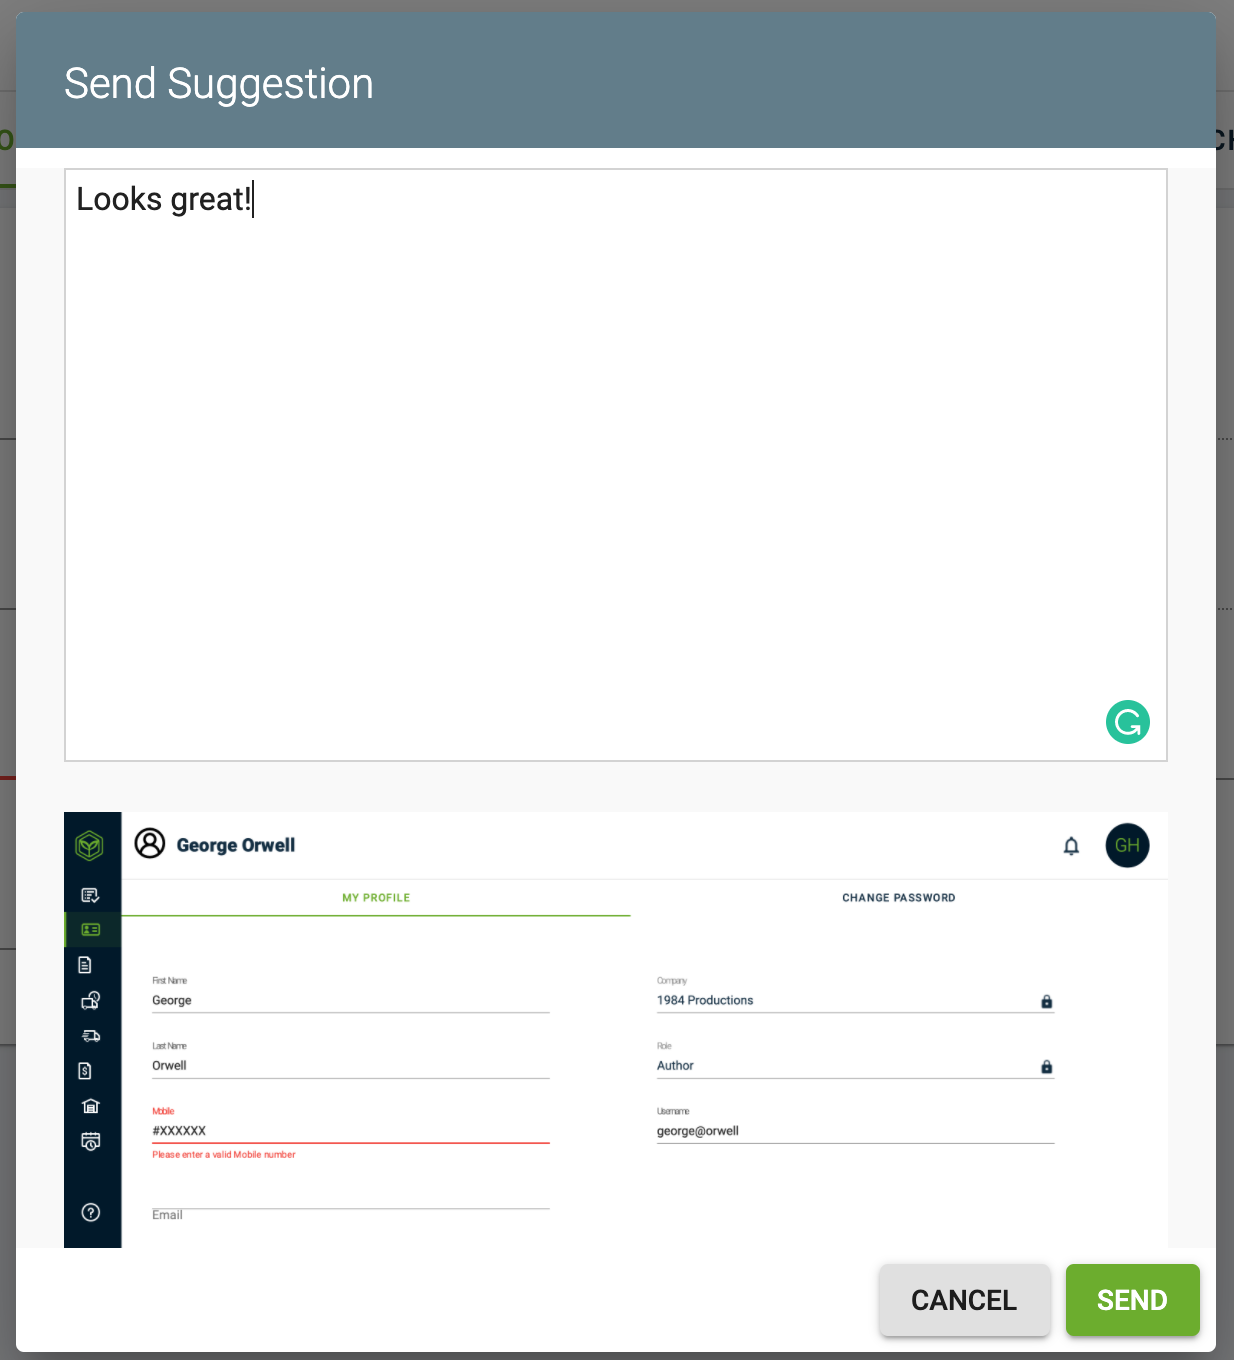 Send Suggestion
Looks great!
George Orwell
GH
MY PROFILE
CHANGE PASSWORD
First Name
George
Company
1984 Productions
Last Name
Orwell
Role
Author
Mobile
#XXXXXX
Please enter a valid Mobile number
Username
george@orwell
Email
CANCEL
SEND